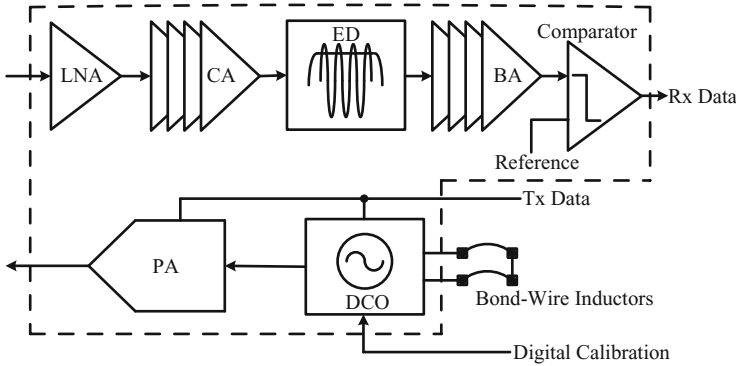 LNA
CA
ED
BA
Comparator
Rx Data
Reference
Tx Data
PA
DCO
Bond-Wire Inductors
Digital Calibration